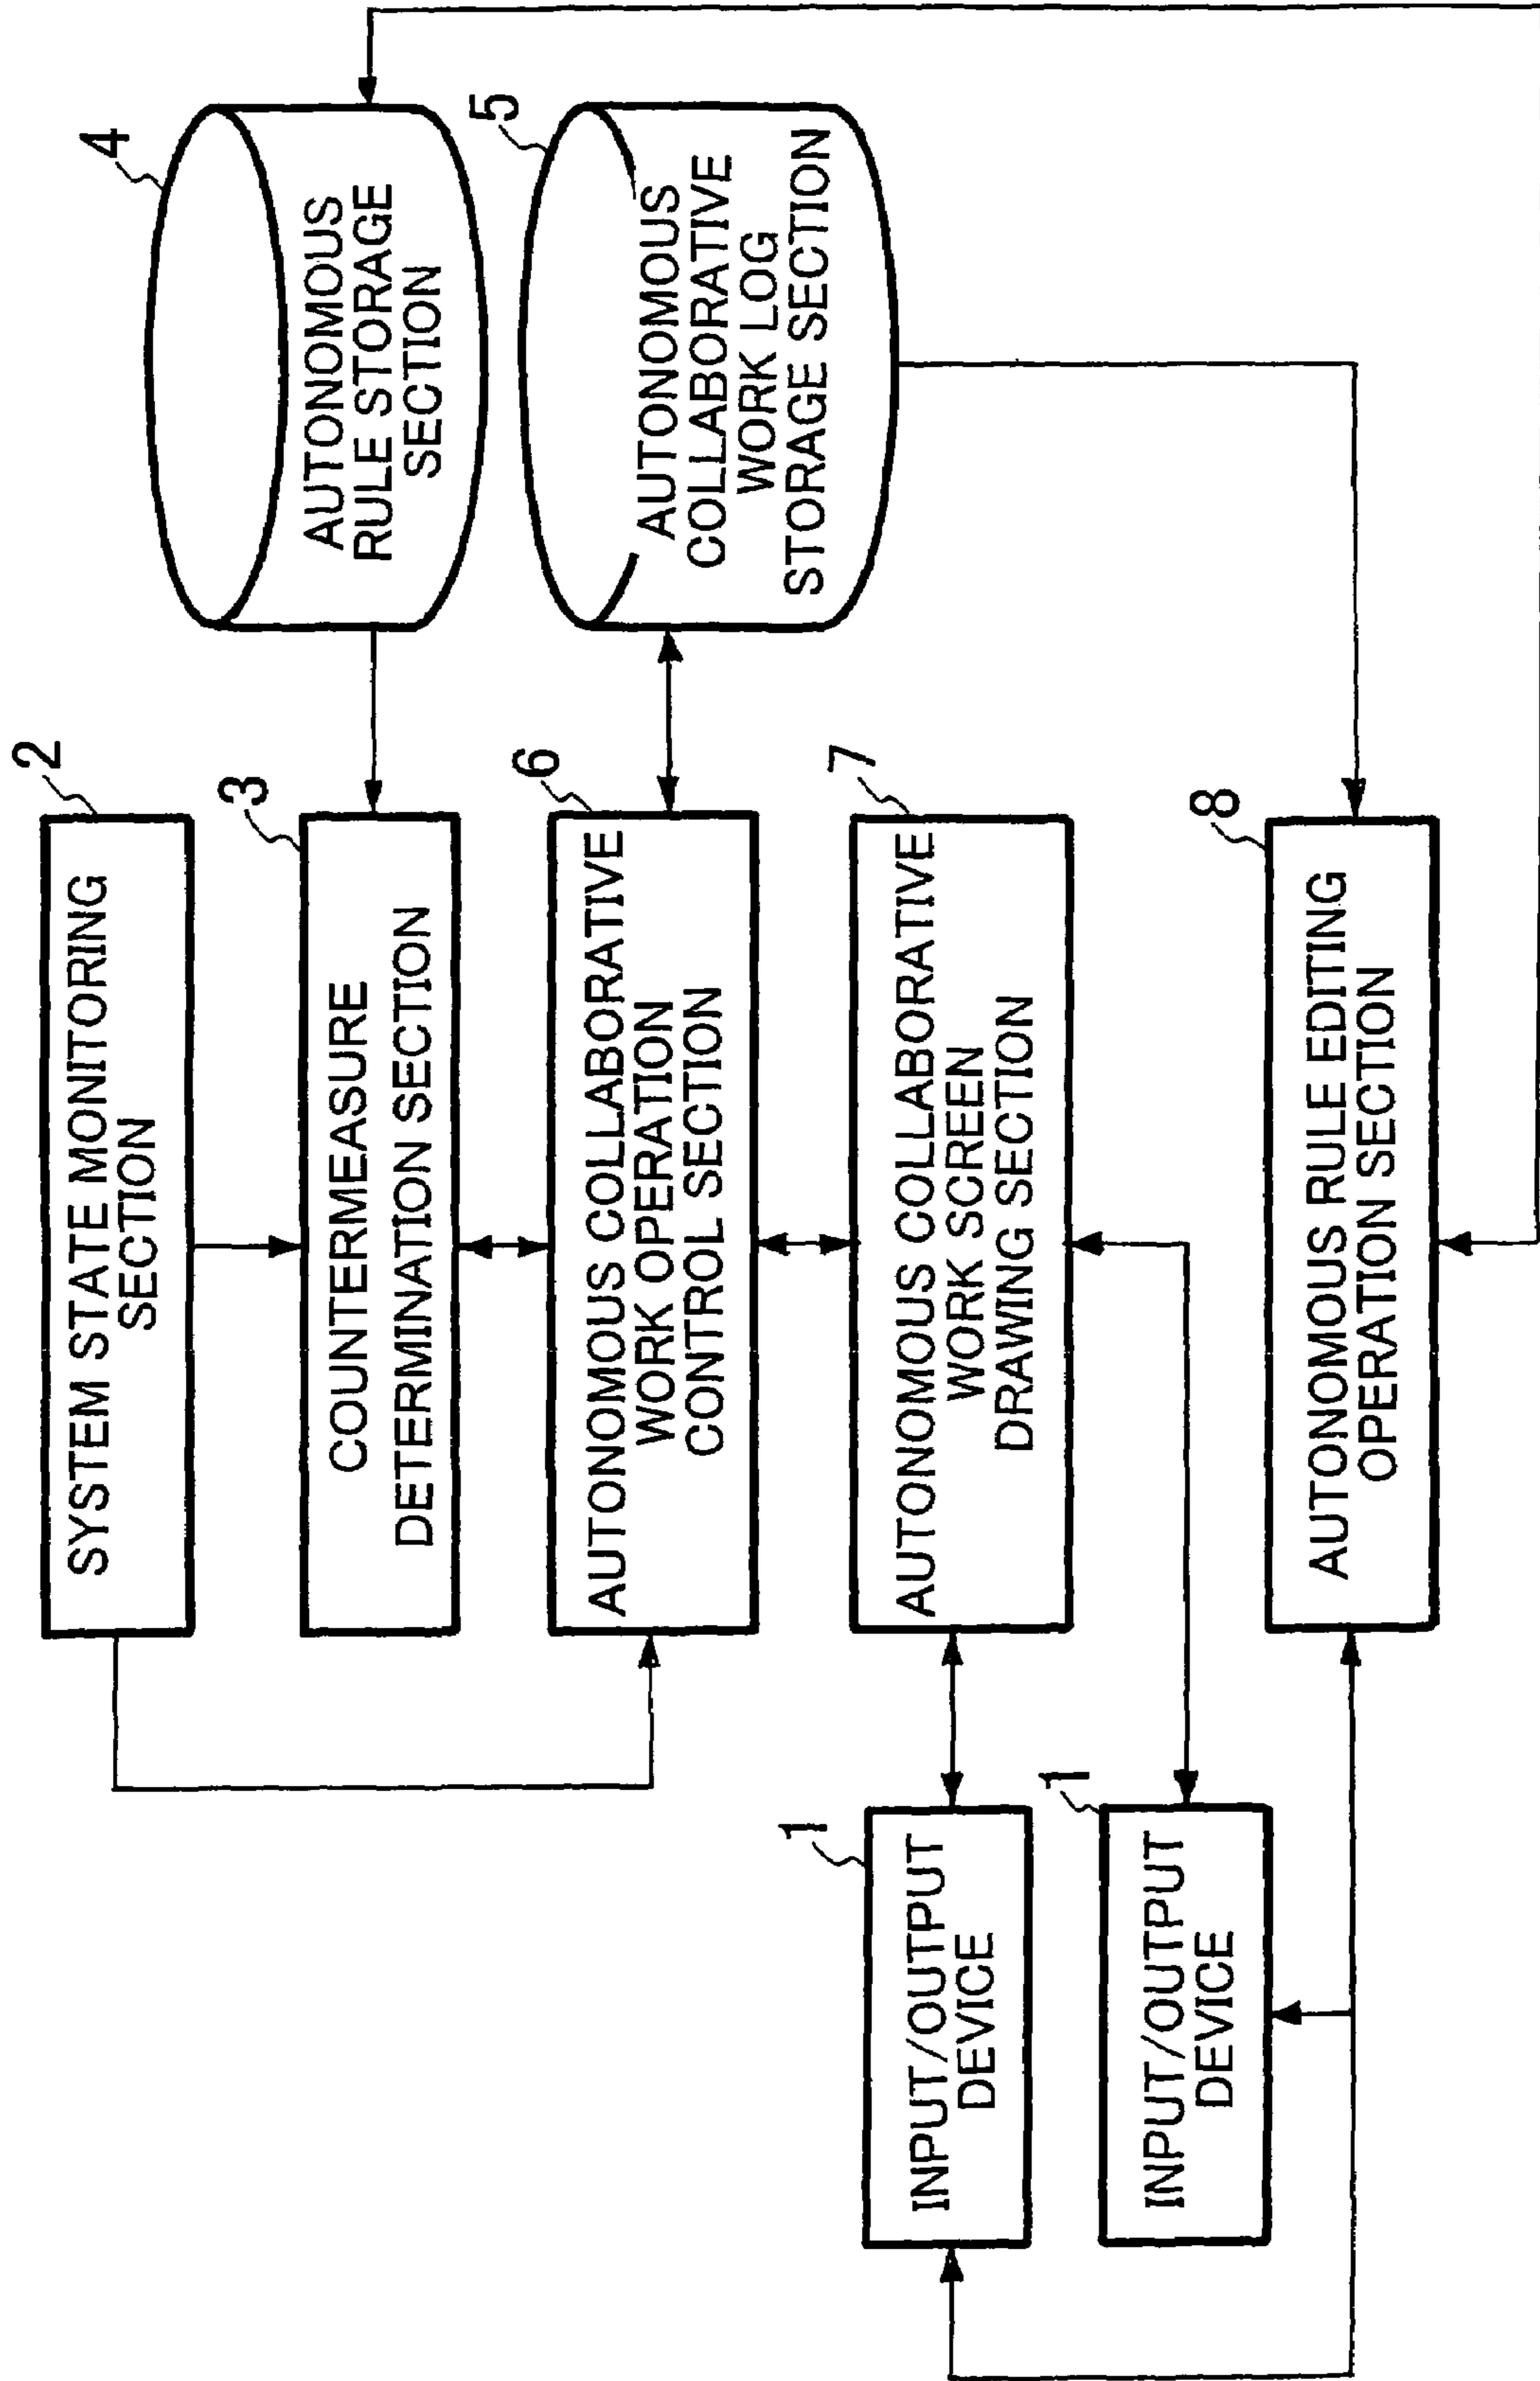 2
SYSTEM STATE MONITORING
SECTION
3
COUNTERMEASURE
DETERMINATION SECTION
4
AUTONOMOUS
RULE STORAGE
SECTION
6
AUTONOMOUS COLLABORATIVE
WORK OPERATION
CONTROL SECTION
5
AUTONOMOUS
COLLABORATIVE
WORK LOG
STORAGE SECTION
1
INPUT/OUTPUT
DEVICE
7
AUTONOMOUS COLLABORATIVE
WORK SCREEN
DRAWING SECTION
1
INPUT/OUTPUT
DEVICE
8
AUTONOMOUS RULE EDITING
OPERATION SECTION